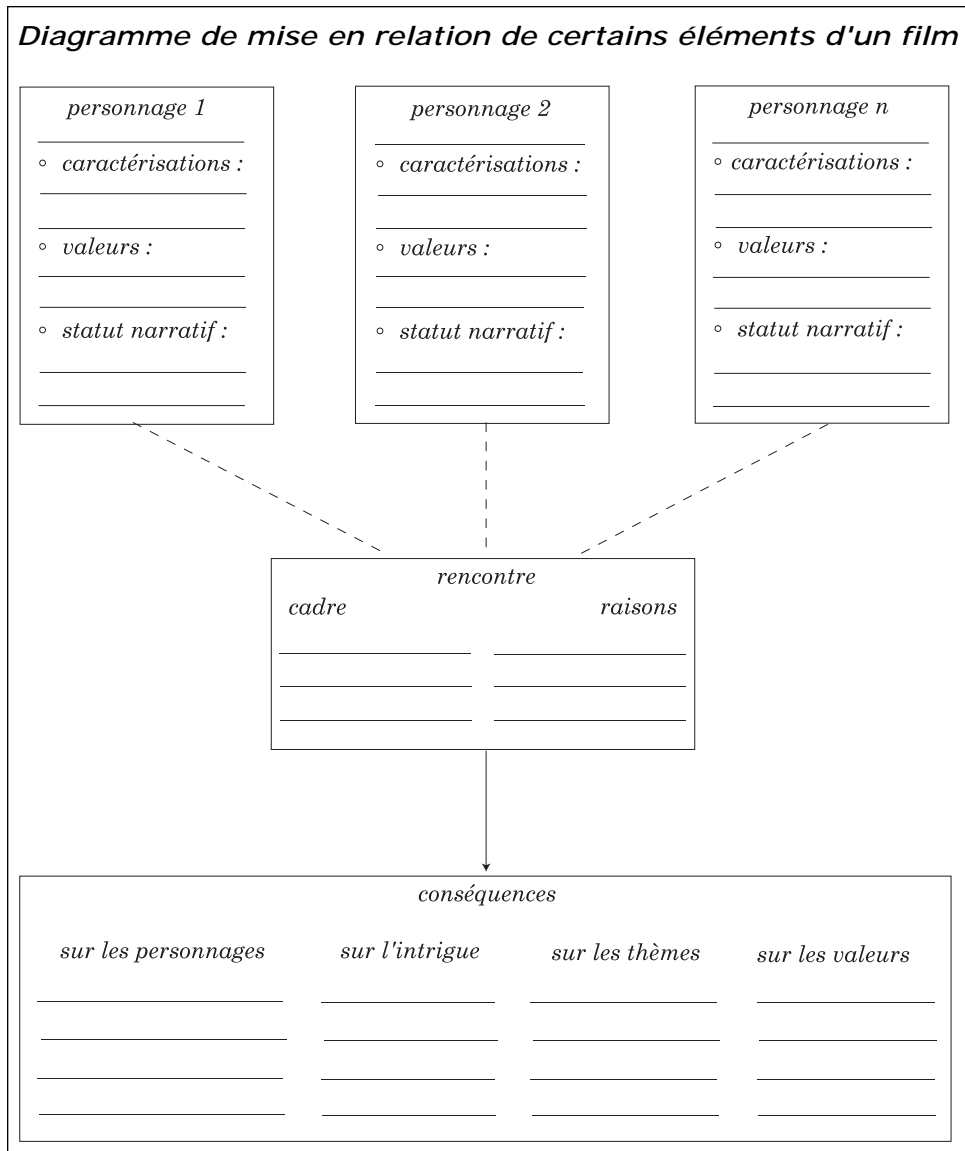 Diagramme de mise en relation de certains éléments d'un film
personnage 1
caractérisations :
valeurs :
statut narratif :
personnage 2
caractérisations :
valeurs :
statut narratif :
personnage n
caractérisations :
valeurs :
statut narratif :
rencontre
cadre
raisons
conséquences
sur les personnages
sur l'intrigue
sur les thèmes
sur les valeurs